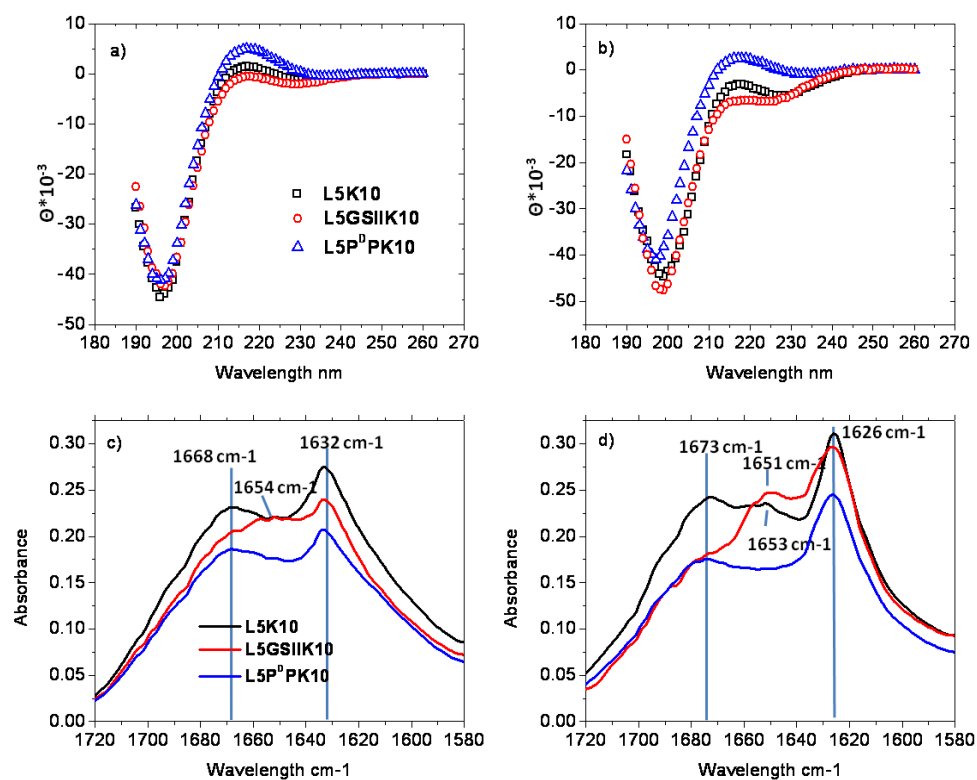 a)
10
0
-10
-20
-30
-40
-50
Θ*10⁻³
L5K10
L5GSIIK10
L5PᴰPK10
180 190 200 210 220 230 240 250 260 270
Wavelength nm
b)
10
0
-10
-20
-30
-40
-50
Θ*10⁻³
180 190 200 210 220 230 240 250 260 270
Wavelength nm
c)
1668 cm-1
1632 cm-1
1654 cm-1
0.30
0.25
0.20
0.15
0.10
0.05
0.00
Absorbance
L5K10
L5GSIIK10
L5PᴰPK10
1720 1700 1680 1660 1640 1620 1600 1580
Wavelength cm-1
d)
1673 cm-1
1626 cm-1
1651 cm-1
1653 cm-1
0.30
0.25
0.20
0.15
0.10
0.05
0.00
Absorbance
1720 1700 1680 1660 1640 1620 1600 1580
Wavelength cm-1